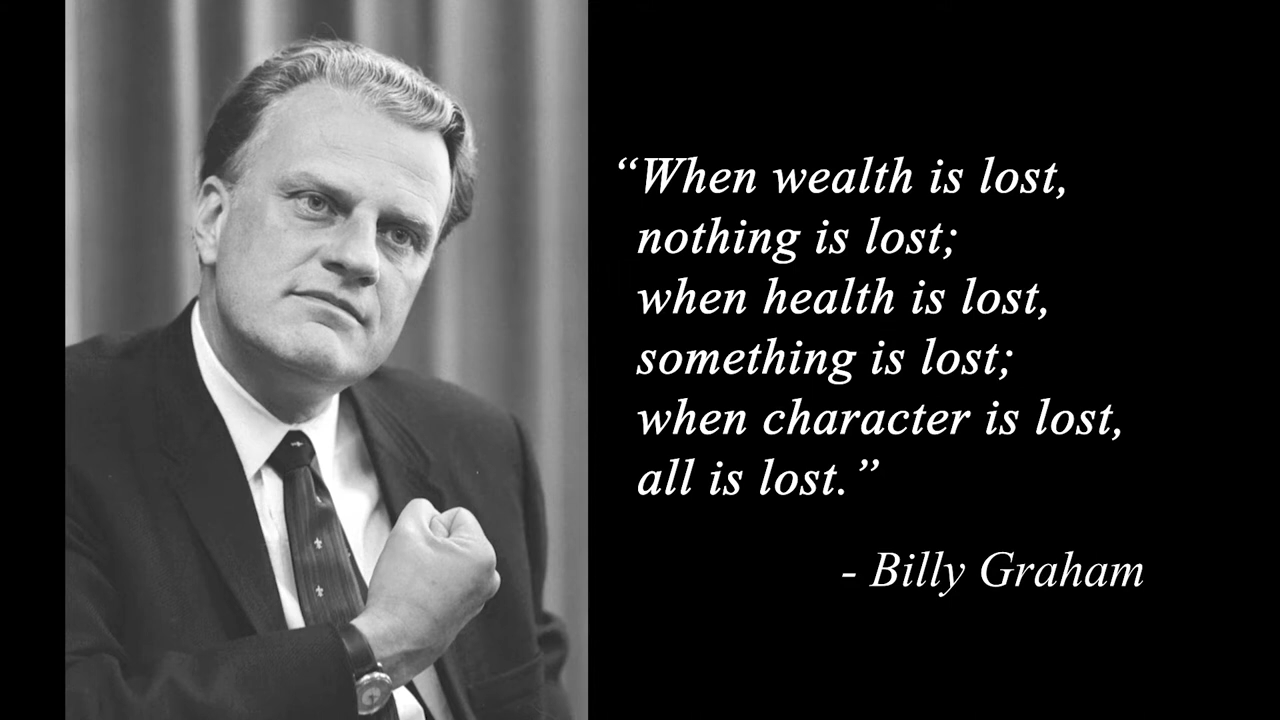 “When wealth is lost,
nothing is lost;
when health is lost,
something is lost;
when character is lost,
all is lost.”
- Billy Graham